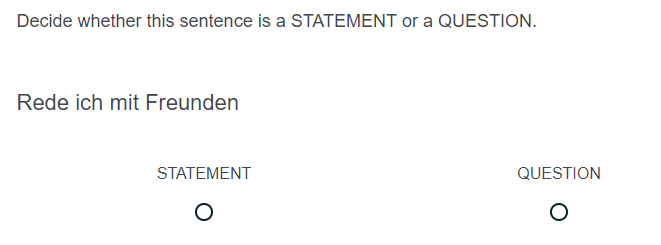 Decide whether this sentence is a STATEMENT or a QUESTION.
Rede ich mit Freunden
STATEMENT QUESTION